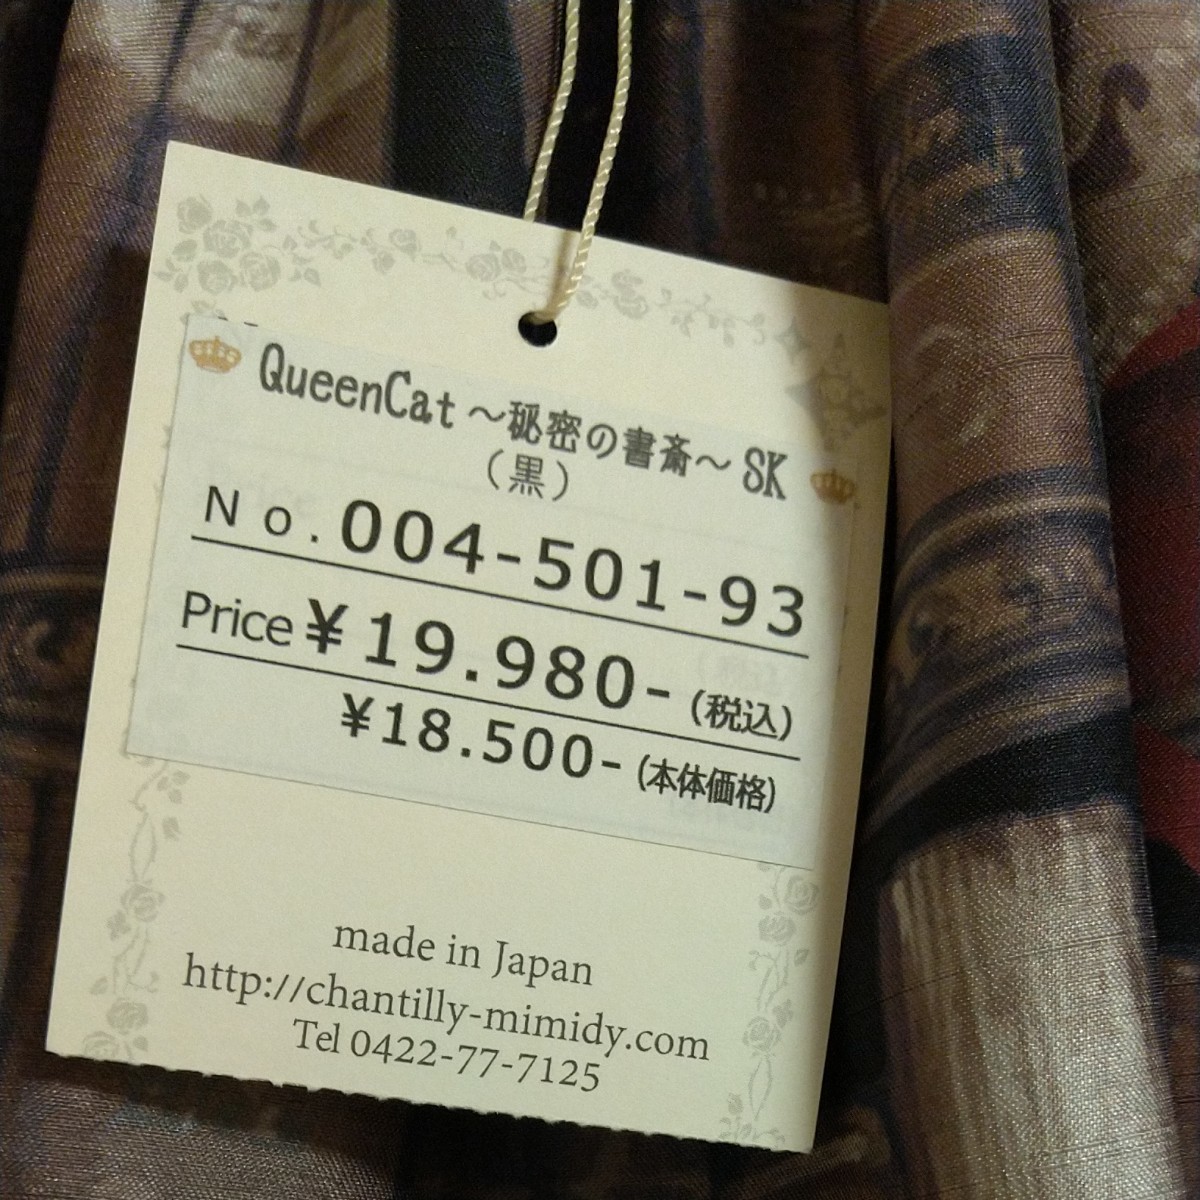 QueenCat ～秘密の書斎～ SK
（黒）
No.004-501-93
Price ¥19.980-(税込)
¥18.500-(本体価格)
made in Japan
http://chantilly-mimidy.com
Tel 0422-77-7125